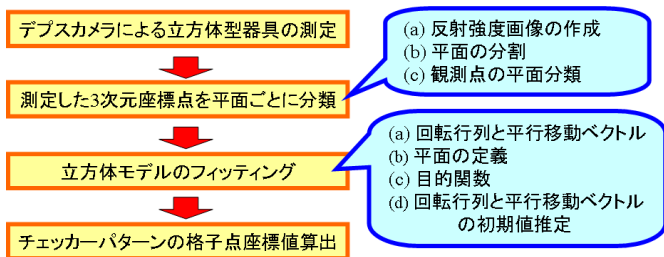 デプスカメラによる立方体型器具の測定
測定した3次元座標点を平面ごとに分類
立方体モデルのフィッティング
チェッカーパターンの格子点座標値算出
(a) 反射強度画像の作成
(b) 平面の分割
(c) 観測点の平面分類
(a) 回転行列と平行移動ベクトル
(b) 平面の定義
(c) 目的関数
(d) 回転行列と平行移動ベクトル
の初期値推定